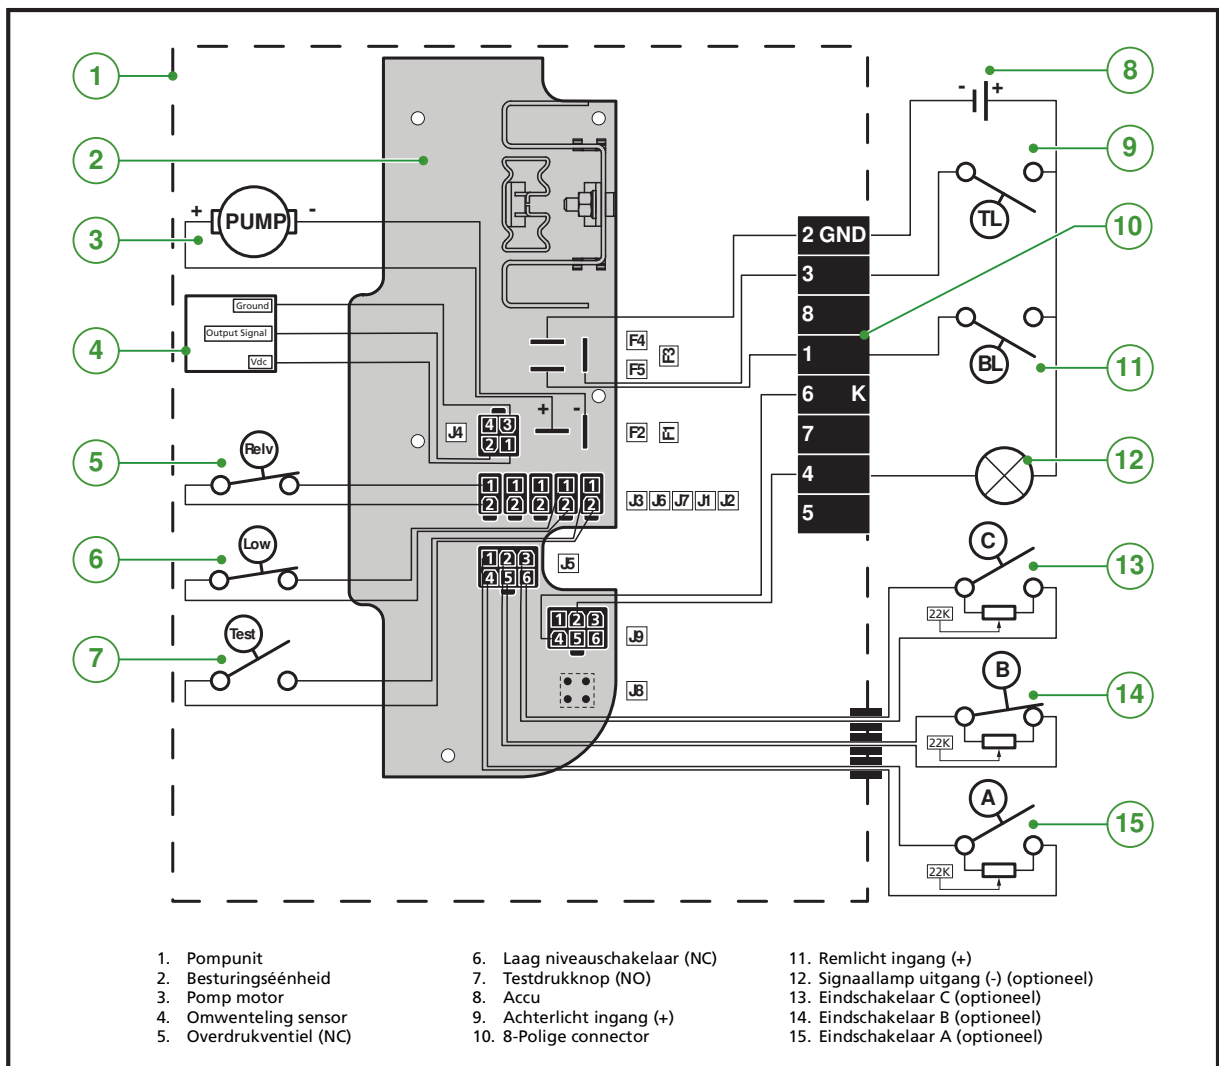 1
2
3
4
5
6
7
8
9
10
11
12
13
14
15
+ PUMP -
Ground
Output Signal
Vdc
Relv
Low
Test
- +
TL
BL
C
22K
B
22K
A
22K
2 GND
3
8
1
6 K
7
4
5
F4
F5
F3
+ -
F2
F1
J4
4 3
2 1
1 1 1 1 1
2 2 2 2 2
J3 J6 J7 J1 J2
1 2 3
4 5 6
J5
1 2 3
4 5 6
J9
J8
1. Pompunit
2. Besturingséénheid
3. Pomp motor
4. Omwenteling sensor
5. Overdrukventiel (NC)
6. Laag niveauschakelaar (NC)
7. Testdrukknop (NO)
8. Accu
9. Achterlicht ingang (+)
10. 8-Polige connector
11. Remlicht ingang (+)
12. Signaallamp uitgang (-) (optioneel)
13. Eindschakelaar C (optioneel)
14. Eindschakelaar B (optioneel)
15. Eindschakelaar A (optioneel)